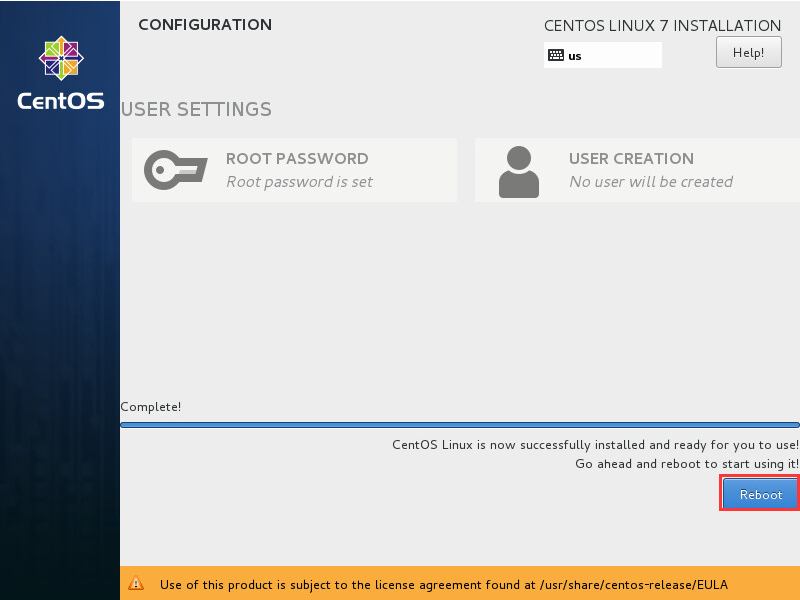 CentOS
CONFIGURATION
CENTOS LINUX 7 INSTALLATION
us
Help!
USER SETTINGS
ROOT PASSWORD
Root password is set
USER CREATION
No user will be created
Complete!
CentOS Linux is now successfully installed and ready for you to use!
Go ahead and reboot to start using it!
Reboot
Use of this product is subject to the license agreement found at /usr/share/centos-release/EULA